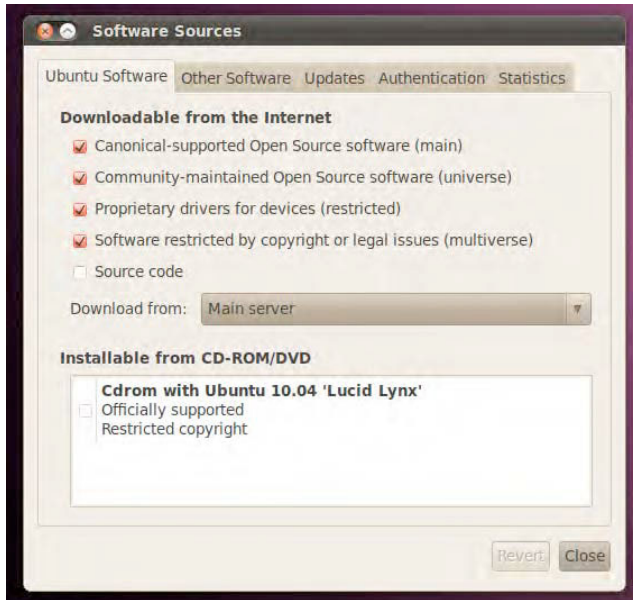 Software Sources
Ubuntu Software Other Software Updates Authentication Statistics
Downloadable from the Internet
Canonical-supported Open Source software (main)
Community-maintained Open Source software (universe)
Proprietary drivers for devices (restricted)
Software restricted by copyright or legal issues (multiverse)
Source code
Download from: Main server
Installable from CD-ROM/DVD
Cdrom with Ubuntu 10.04 'Lucid Lynx'
Officially supported
Restricted copyright
Revert Close